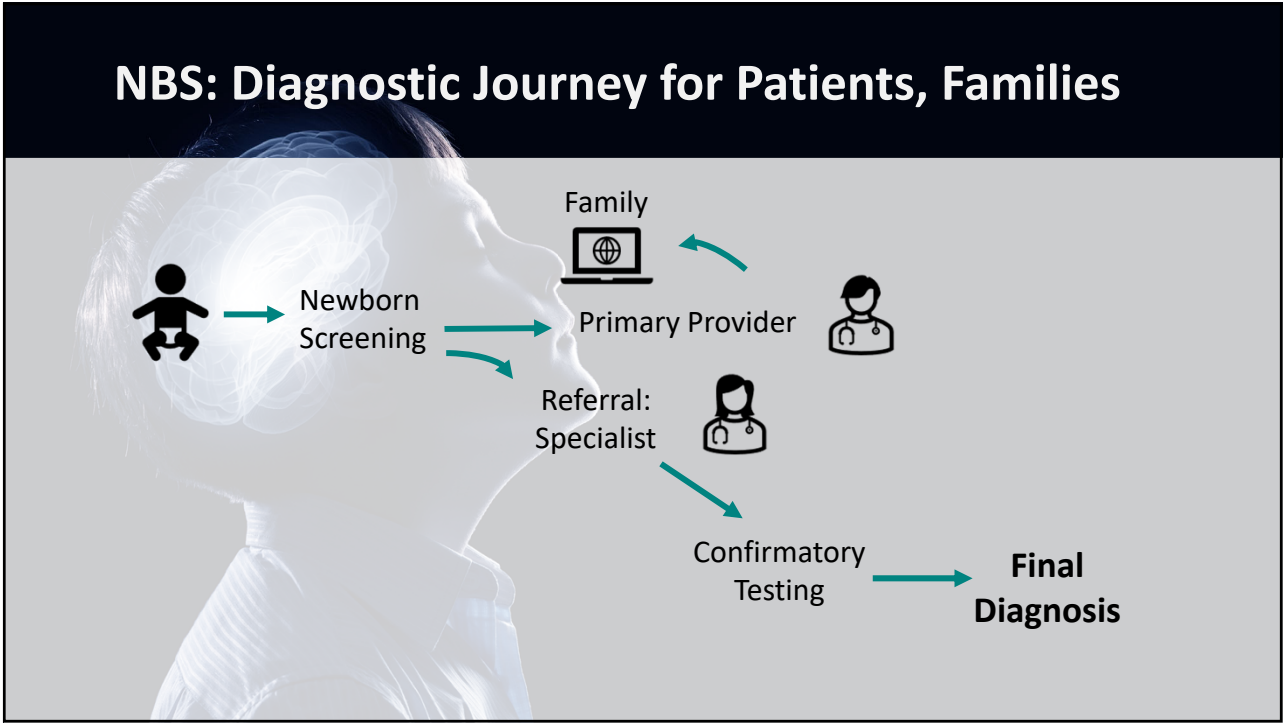 NBS: Diagnostic Journey for Patients, Families
Family
Newborn
Screening
Primary Provider
Referral:
Specialist
Confirmatory
Testing
Final
Diagnosis